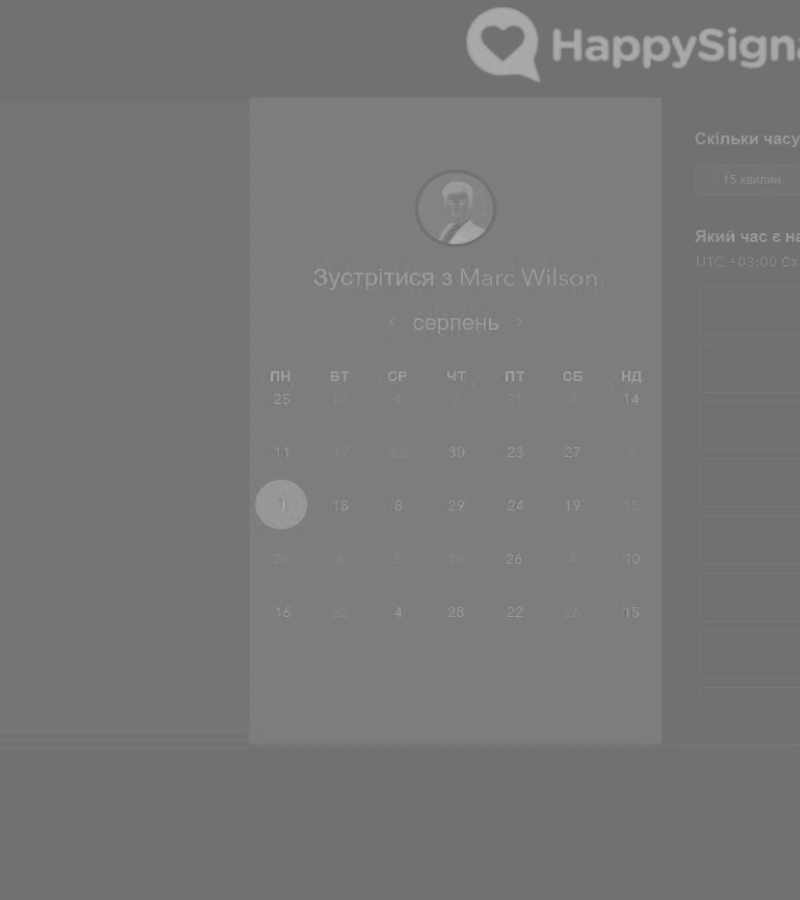 HappySigna
Зустрітися з Marc Wilson
серпень
ПН ВТ СР ЧТ ПТ СБ НД
25 12 4 7 21 8 14
11 17 22 30 23 27 3
1 18 8 29 24 19 15
28 6 5 18 26 4 10
16 22 4 28 22 26 15
Скільки часу
15 хвилин
Який час є на
UTC +03:00 Сх